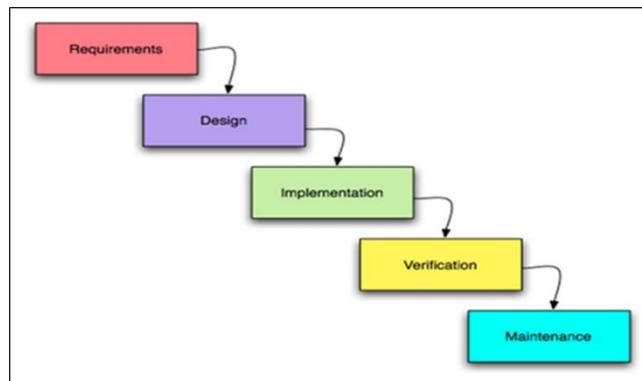 Requirements
Design
Implementation
Verification
Maintenance